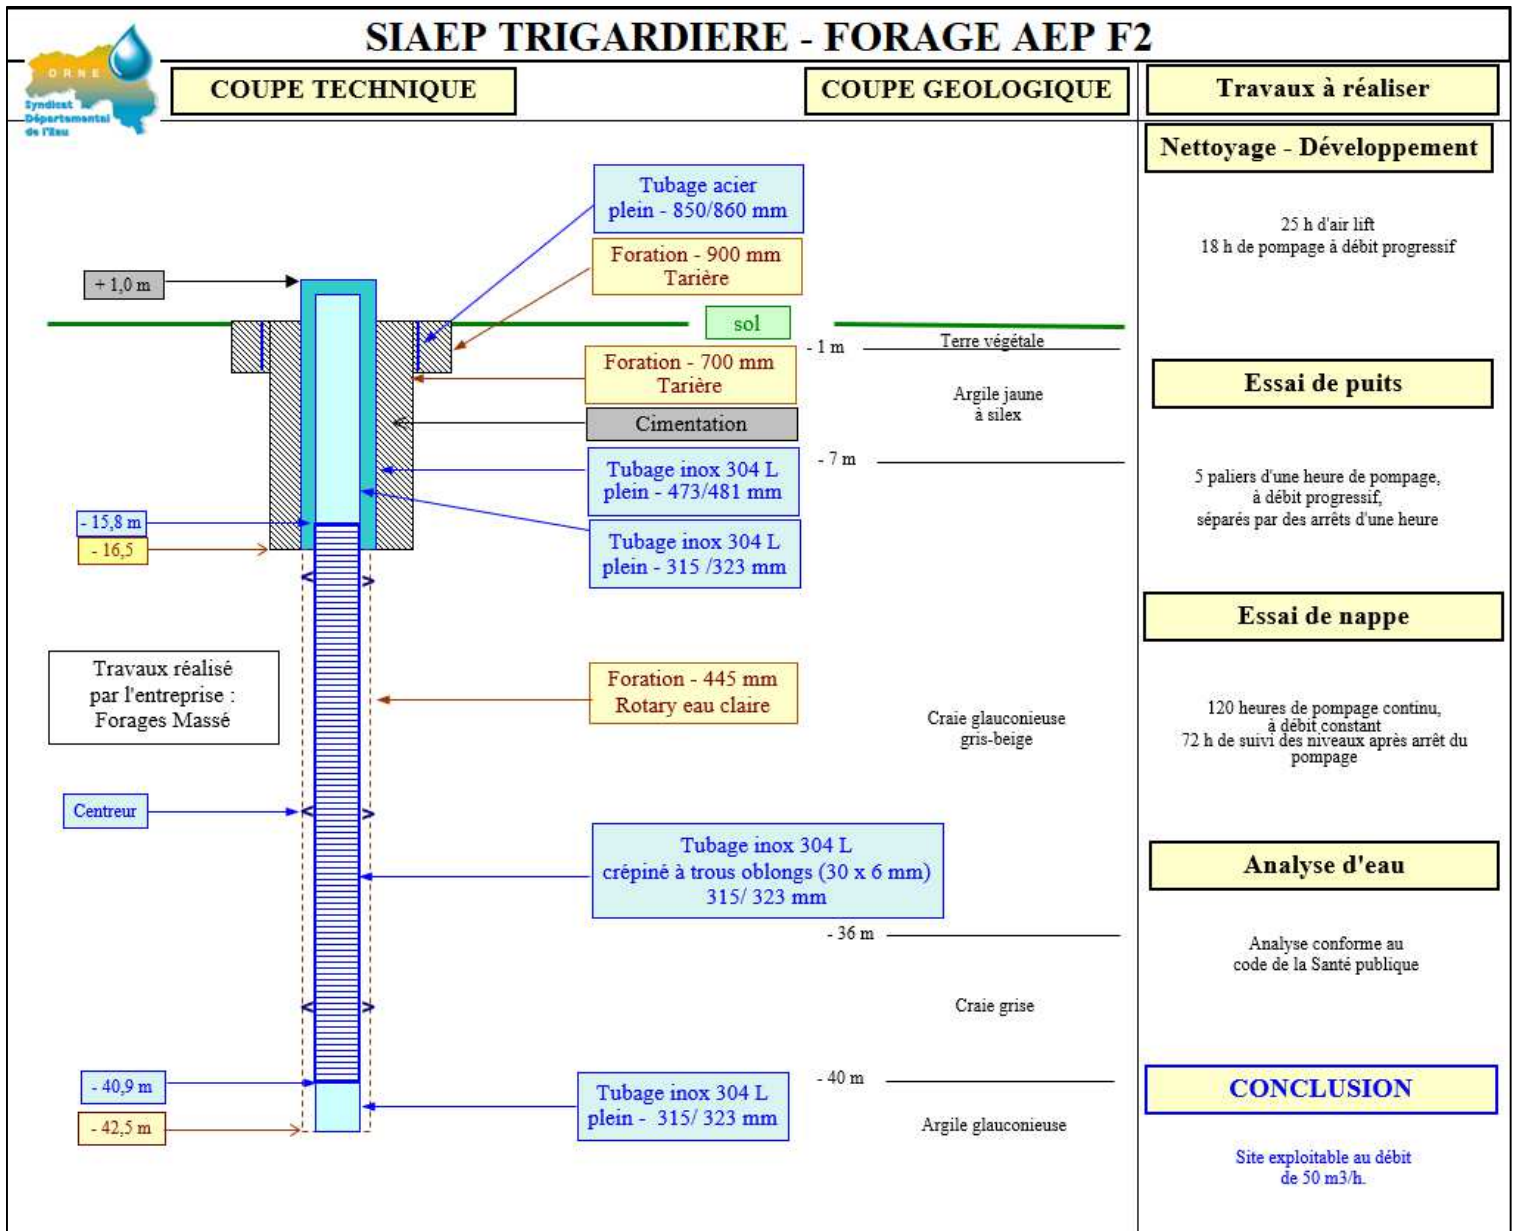 SIAEP TRIGARDIERE - FORAGE AEP F2
ORNE
Syndicat
Départemental
de l'Eau
COUPE TECHNIQUE
COUPE GEOLOGIQUE
Travaux à réaliser
Nettoyage - Développement
25 h d'air lift
18 h de pompage à débit progressif
Essai de puits
5 paliers d'une heure de pompage,
à débit progressif,
séparés par des arrêts d'une heure
Essai de nappe
120 heures de pompage continu,
à débit constant
72 h de suivi des niveaux après arrêt du
pompage
Analyse d'eau
Analyse conforme au
code de la Santé publique
CONCLUSION
Site exploitable au débit
de 50 m3/h.
+ 1,0 m
- 15,8 m
- 16,5
Travaux réalisé
par l'entreprise :
Forages Massé
Centreur
- 40,9 m
- 42,5 m
Tubage acier
plein - 850/860 mm
Foration - 900 mm
Tarière
sol
Foration - 700 mm
Tarière
Cimentation
Tubage inox 304 L
plein - 473/481 mm
Tubage inox 304 L
plein - 315 /323 mm
Foration - 445 mm
Rotary eau claire
Tubage inox 304 L
crépiné à trous oblongs (30 x 6 mm)
315/ 323 mm
Tubage inox 304 L
plein - 315/ 323 mm
Terre végétale
- 1 m
Argile jaune
à silex
- 7 m
Craie glauconieuse
gris-beige
- 36 m
Craie grise
- 40 m
Argile glauconieuse